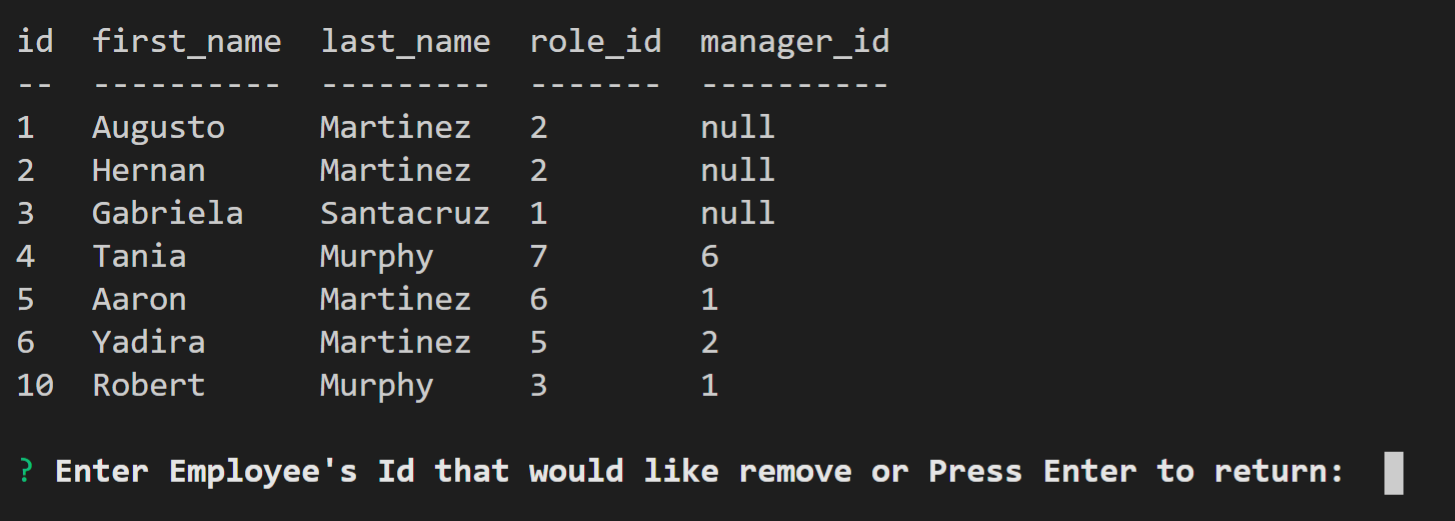 id  first_name  last_name  role_id  manager_id
--  ----------  ---------  -------  ----------
1   Augusto     Martinez   2        null
2   Hernan      Martinez   2        null
3   Gabriela    Santacruz  1        null
4   Tania       Murphy     7        6
5   Aaron       Martinez   6        1
6   Yadira      Martinez   5        2
10  Robert      Murphy     3        1
? Enter Employee's Id that would like remove or Press Enter to return: